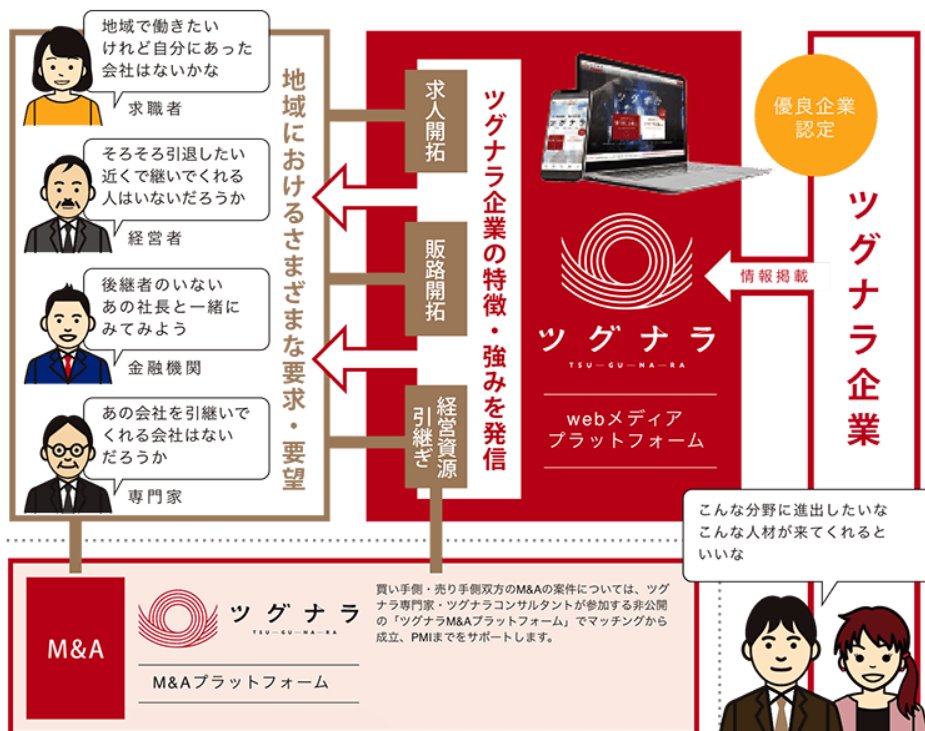 地域で働きたい
けれど自分にあった
会社はないかな
求職者
そろそろ引退したい
近くで継いでくれる
人はいないだろうか
経営者
後継者のいない
あの社長と一緒に
みてみよう
金融機関
あの会社を引継いで
くれる会社はない
だろうか
専門家
地域におけるさまざまな要求・要望
求人開拓
販路開拓
経営資源
引継ぎ
ツグナラ企業の特徴・強みを発信
ツグナラ
TSU—GU—NA—RA
webメディア
プラットフォーム
情報掲載
優良企業
認定
ツグナラ企業
こんな分野に進出したいな
こんな人材が来てくれると
いいな
M&A
ツグナラ
TSU—GU—NA—RA
M&Aプラットフォーム
買い手側・売り手側双方のM&Aの案件については、ツグ
ナラ専門家・ツグナラコンサルタントが参加する非公開
の「ツグナラM&Aプラットフォーム」でマッチングから
成立、PMIまでをサポートします。